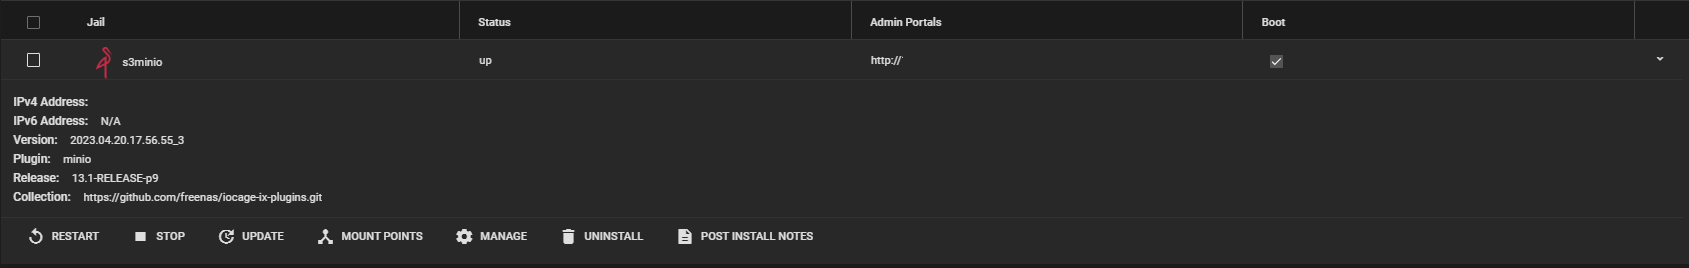 Jail Status Admin Portals Boot
s3minio up http://
IPv4 Address:
IPv6 Address: N/A
Version: 2023.04.20.17.56.55_3
Plugin: minio
Release: 13.1-RELEASE-p9
Collection: https://github.com/freenas/iocage-ix-plugins.git
RESTART STOP UPDATE MOUNT POINTS MANAGE UNINSTALL POST INSTALL NOTES